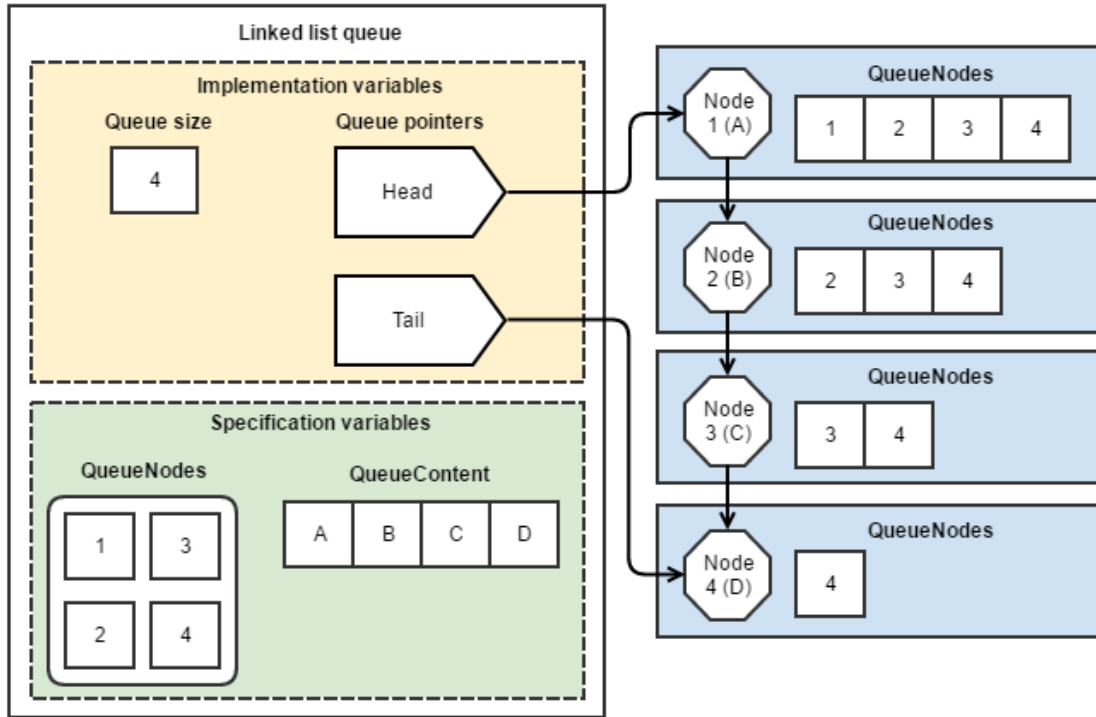 Linked list queue
Implementation variables
Queue size
4
Queue pointers
Head
Tail
Specification variables
QueueNodes
1 3
2 4
QueueContent
A B C D
QueueNodes
Node
1 (A)
1 2 3 4
QueueNodes
Node
2 (B)
2 3 4
QueueNodes
Node
3 (C)
3 4
QueueNodes
Node
4 (D)
4